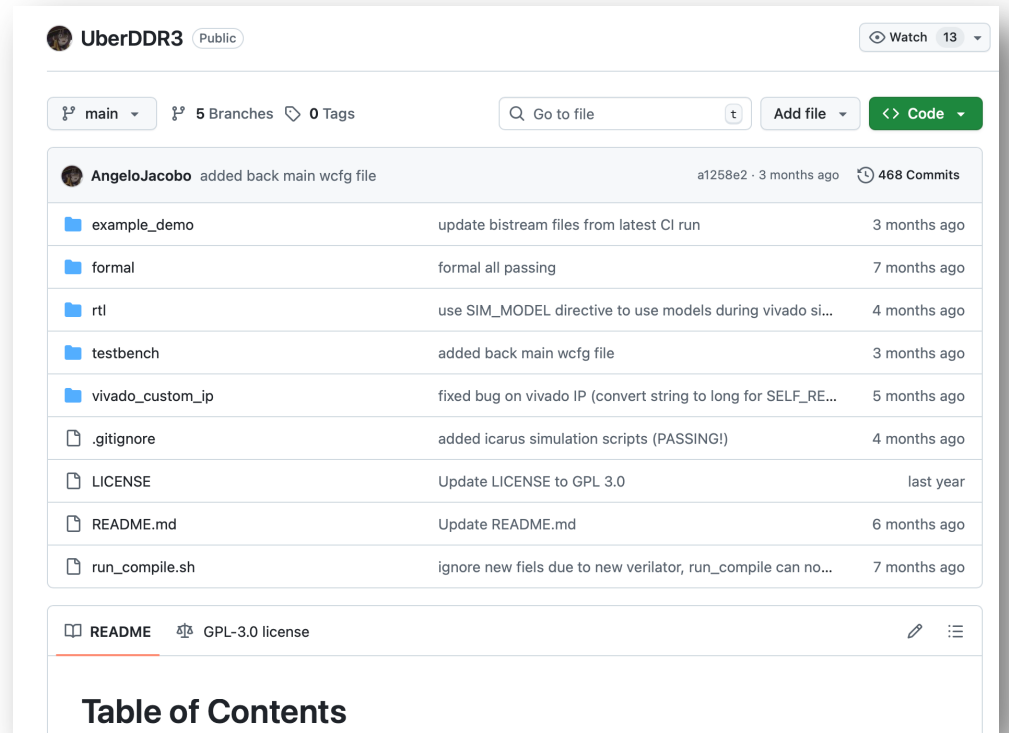 UberDDR3 Public Watch 13
main 5 Branches 0 Tags Go to file t Add file Code
AngeloJacobo added back main wcfg file a1258e2 · 3 months ago 468 Commits
example_demo update bistream files from latest CI run 3 months ago
formal formal all passing 7 months ago
rtl use SIM_MODEL directive to use models during vivado si... 4 months ago
testbench added back main wcfg file 3 months ago
vivado_custom_ip fixed bug on vivado IP (convert string to long for SELF_RE... 5 months ago
.gitignore added icarus simulation scripts (PASSING!) 4 months ago
LICENSE Update LICENSE to GPL 3.0 last year
README.md Update README.md 6 months ago
run_compile.sh ignore new fiels due to new verilator, run_compile can no... 7 months ago
README GPL-3.0 license
Table of Contents